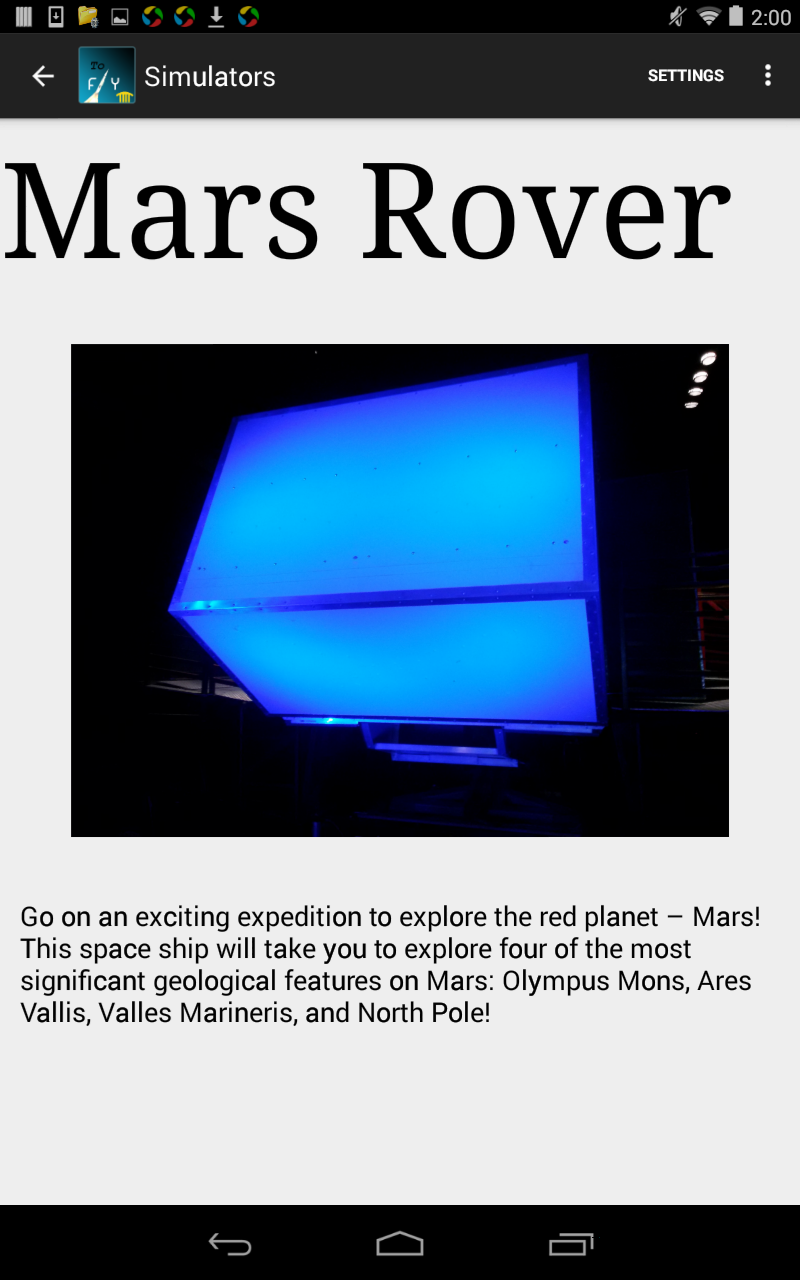 2:00
To
F/Y
Simulators
SETTINGS
Mars Rover
Go on an exciting expedition to explore the red planet – Mars!
This space ship will take you to explore four of the most
significant geological features on Mars: Olympus Mons, Ares
Vallis, Valles Marineris, and North Pole!